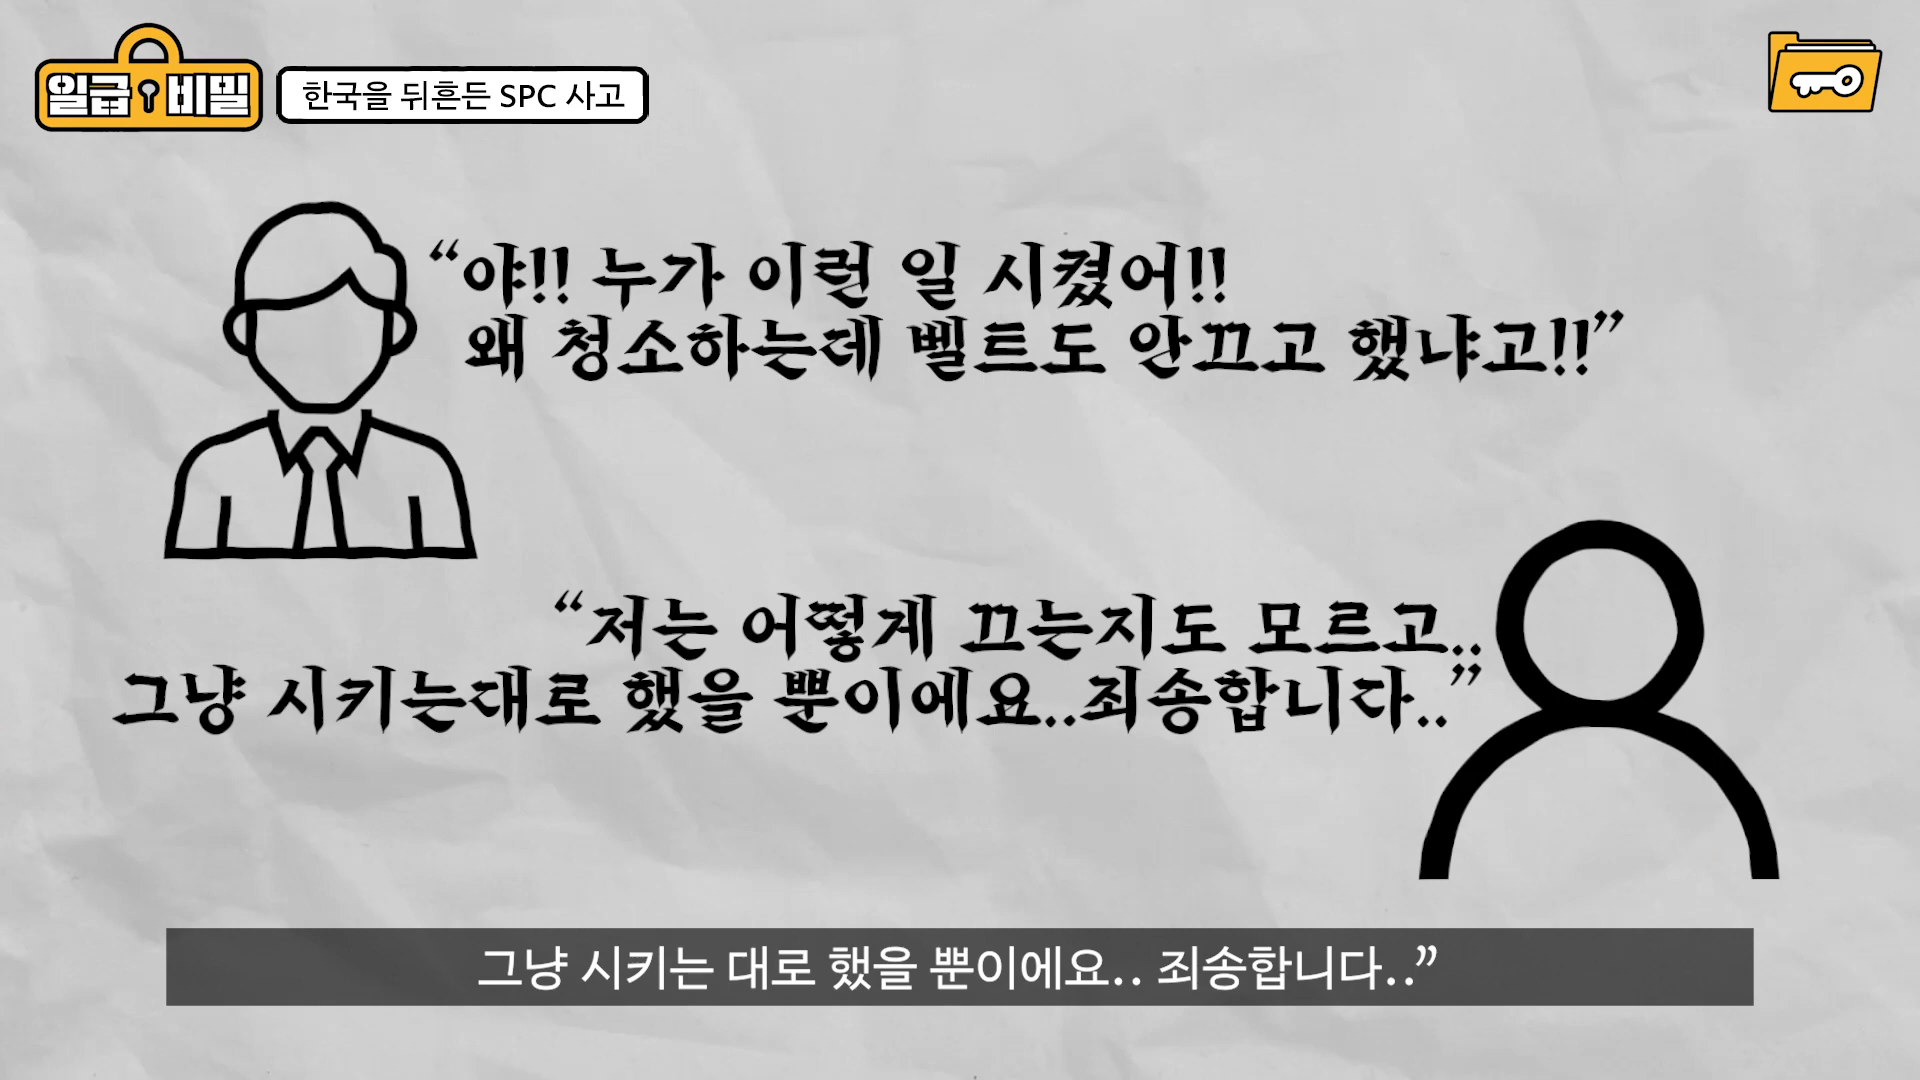 일급비밀
한국을 뒤흔든 SPC 사고
“야!! 누가 이런 일 시켰어!!
왜 청소하는데 벨트도 안끄고 했냐고!!”
“저는 어떻게 끄는지도 모르고..
그냥 시키는대로 했을 뿐이에요..죄송합니다..”
그냥 시키는 대로 했을 뿐이에요.. 죄송합니다..”